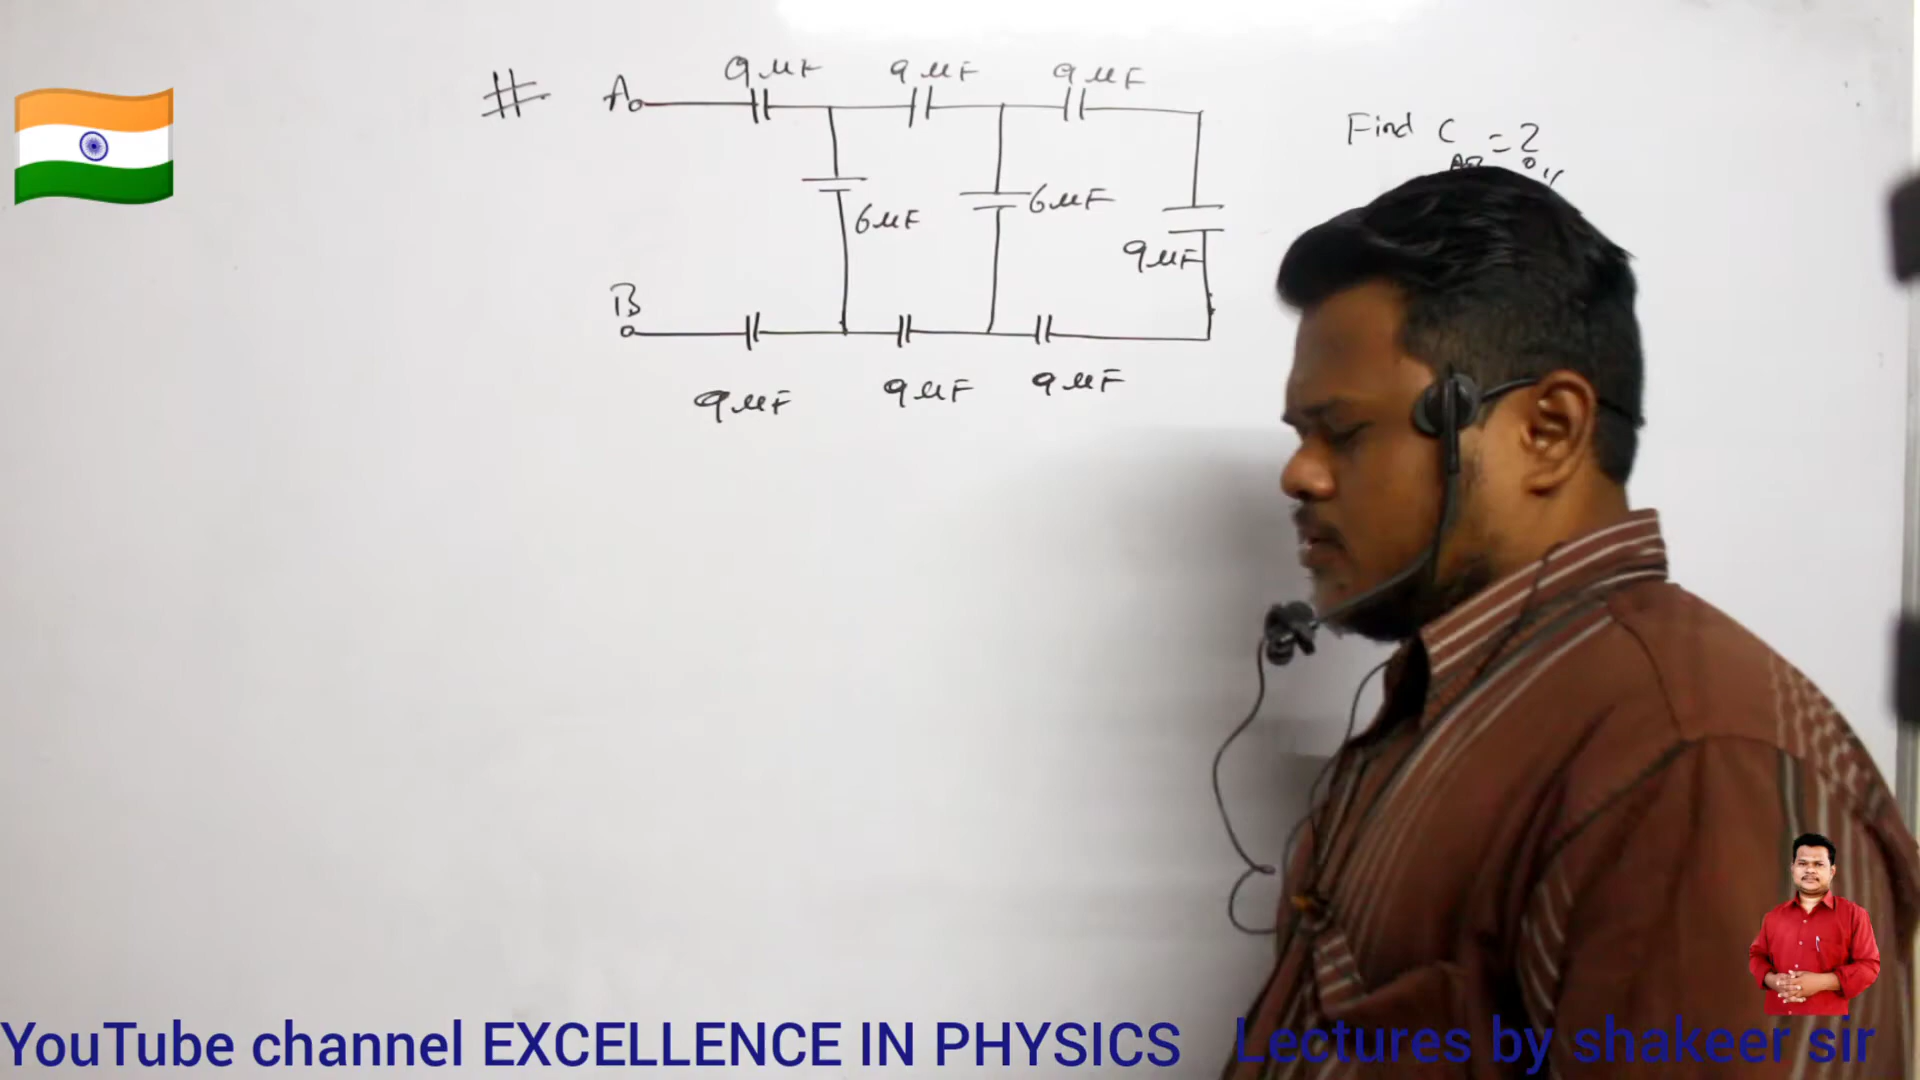 # A 9μF 9μF 9μF
Find C = ?
6μF 6μF
9μF
B
9μF 9μF 9μF
YouTube channel EXCELLENCE IN PHYSICS Lectures by shakeer sir